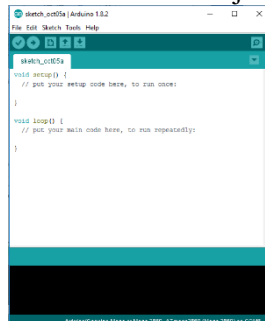 sketch_oct05a | Arduino 1.8.2
File Edit Sketch Tools Help
sketch_oct05a
void setup() {
// put your setup code here, to run once:
}
void loop() {
// put your main code here, to run repeatedly:
}